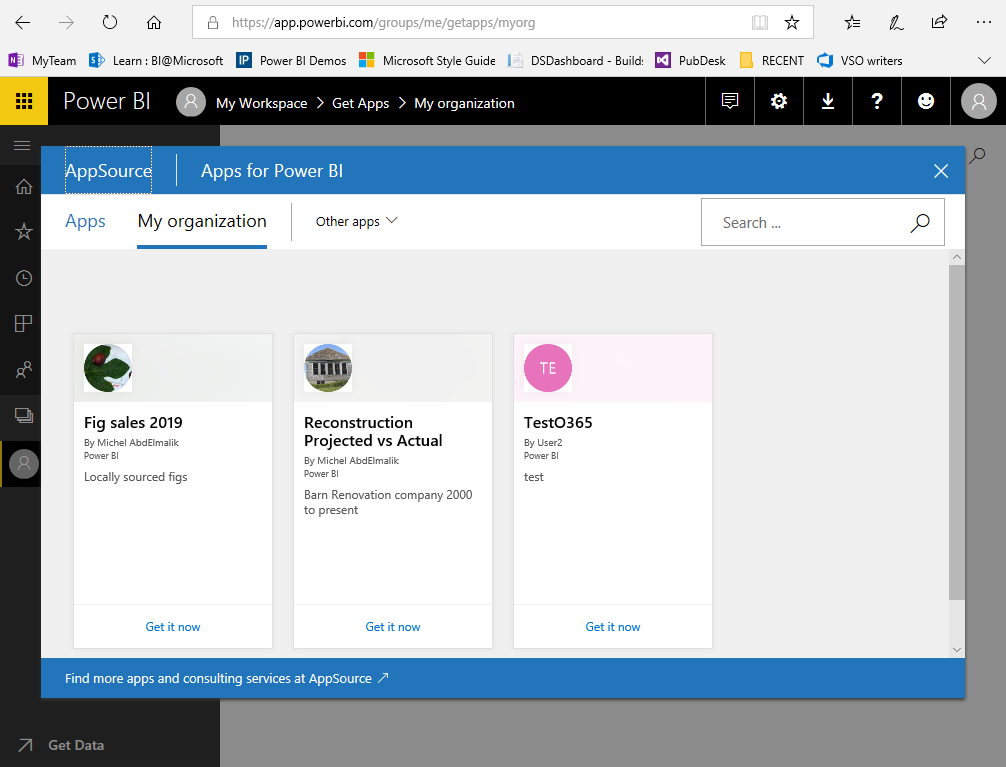 https://app.powerbi.com/groups/me/getapps/myorg
MyTeam Learn : BI@Microsoft Power BI Demos Microsoft Style Guide DSDashboard - Build: PubDesk RECENT VSO writers
Power BI My Workspace > Get Apps > My organization
AppSource Apps for Power BI
Apps My organization Other apps Search ...
Fig sales 2019
By Michel AbdElmalik
Power BI
Locally sourced figs
Get it now
Reconstruction
Projected vs Actual
By Michel AbdElmalik
Power BI
Barn Renovation company 2000
to present
Get it now
TE
TestO365
By User2
Power BI
test
Get it now
Find more apps and consulting services at AppSource
Get Data